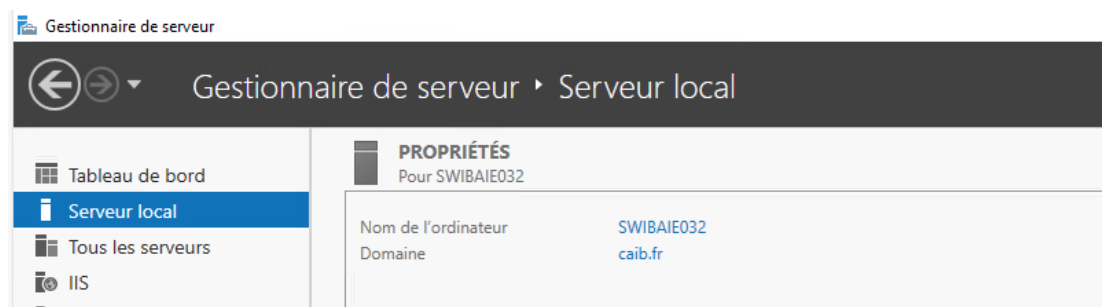 Gestionnaire de serveur
Gestionnaire de serveur ‣ Serveur local
Tableau de bord
Serveur local
Tous les serveurs
IIS
PROPRIÉTÉS
Pour SWIBAIE032
Nom de l'ordinateur SWIBAIE032
Domaine caib.fr